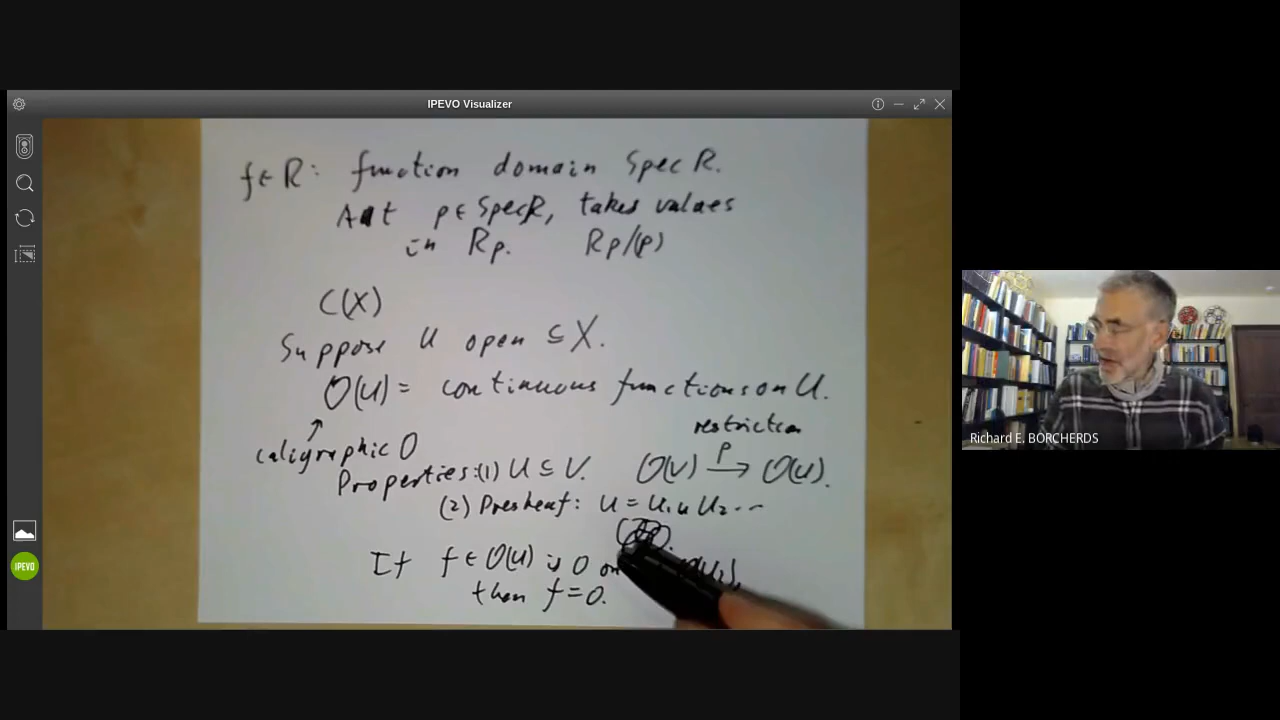 IPEVO Visualizer
f∈R: function domain Spec R.
At p∈Spec R, takes values
in Rp. Rp/(p)
C(X)
Suppose U open ⊆ X.
O(U) = continuous functions on U.
restriction
caligraphic O
Properties: (1) U ⊆ V. O(V) →ρ O(U).
(2) Presheaf: U = U₁ ∪ U₂ ...
If f ∈ O(U) is 0 on
then f = 0.
IPEVO
Richard E. BORCHERDS